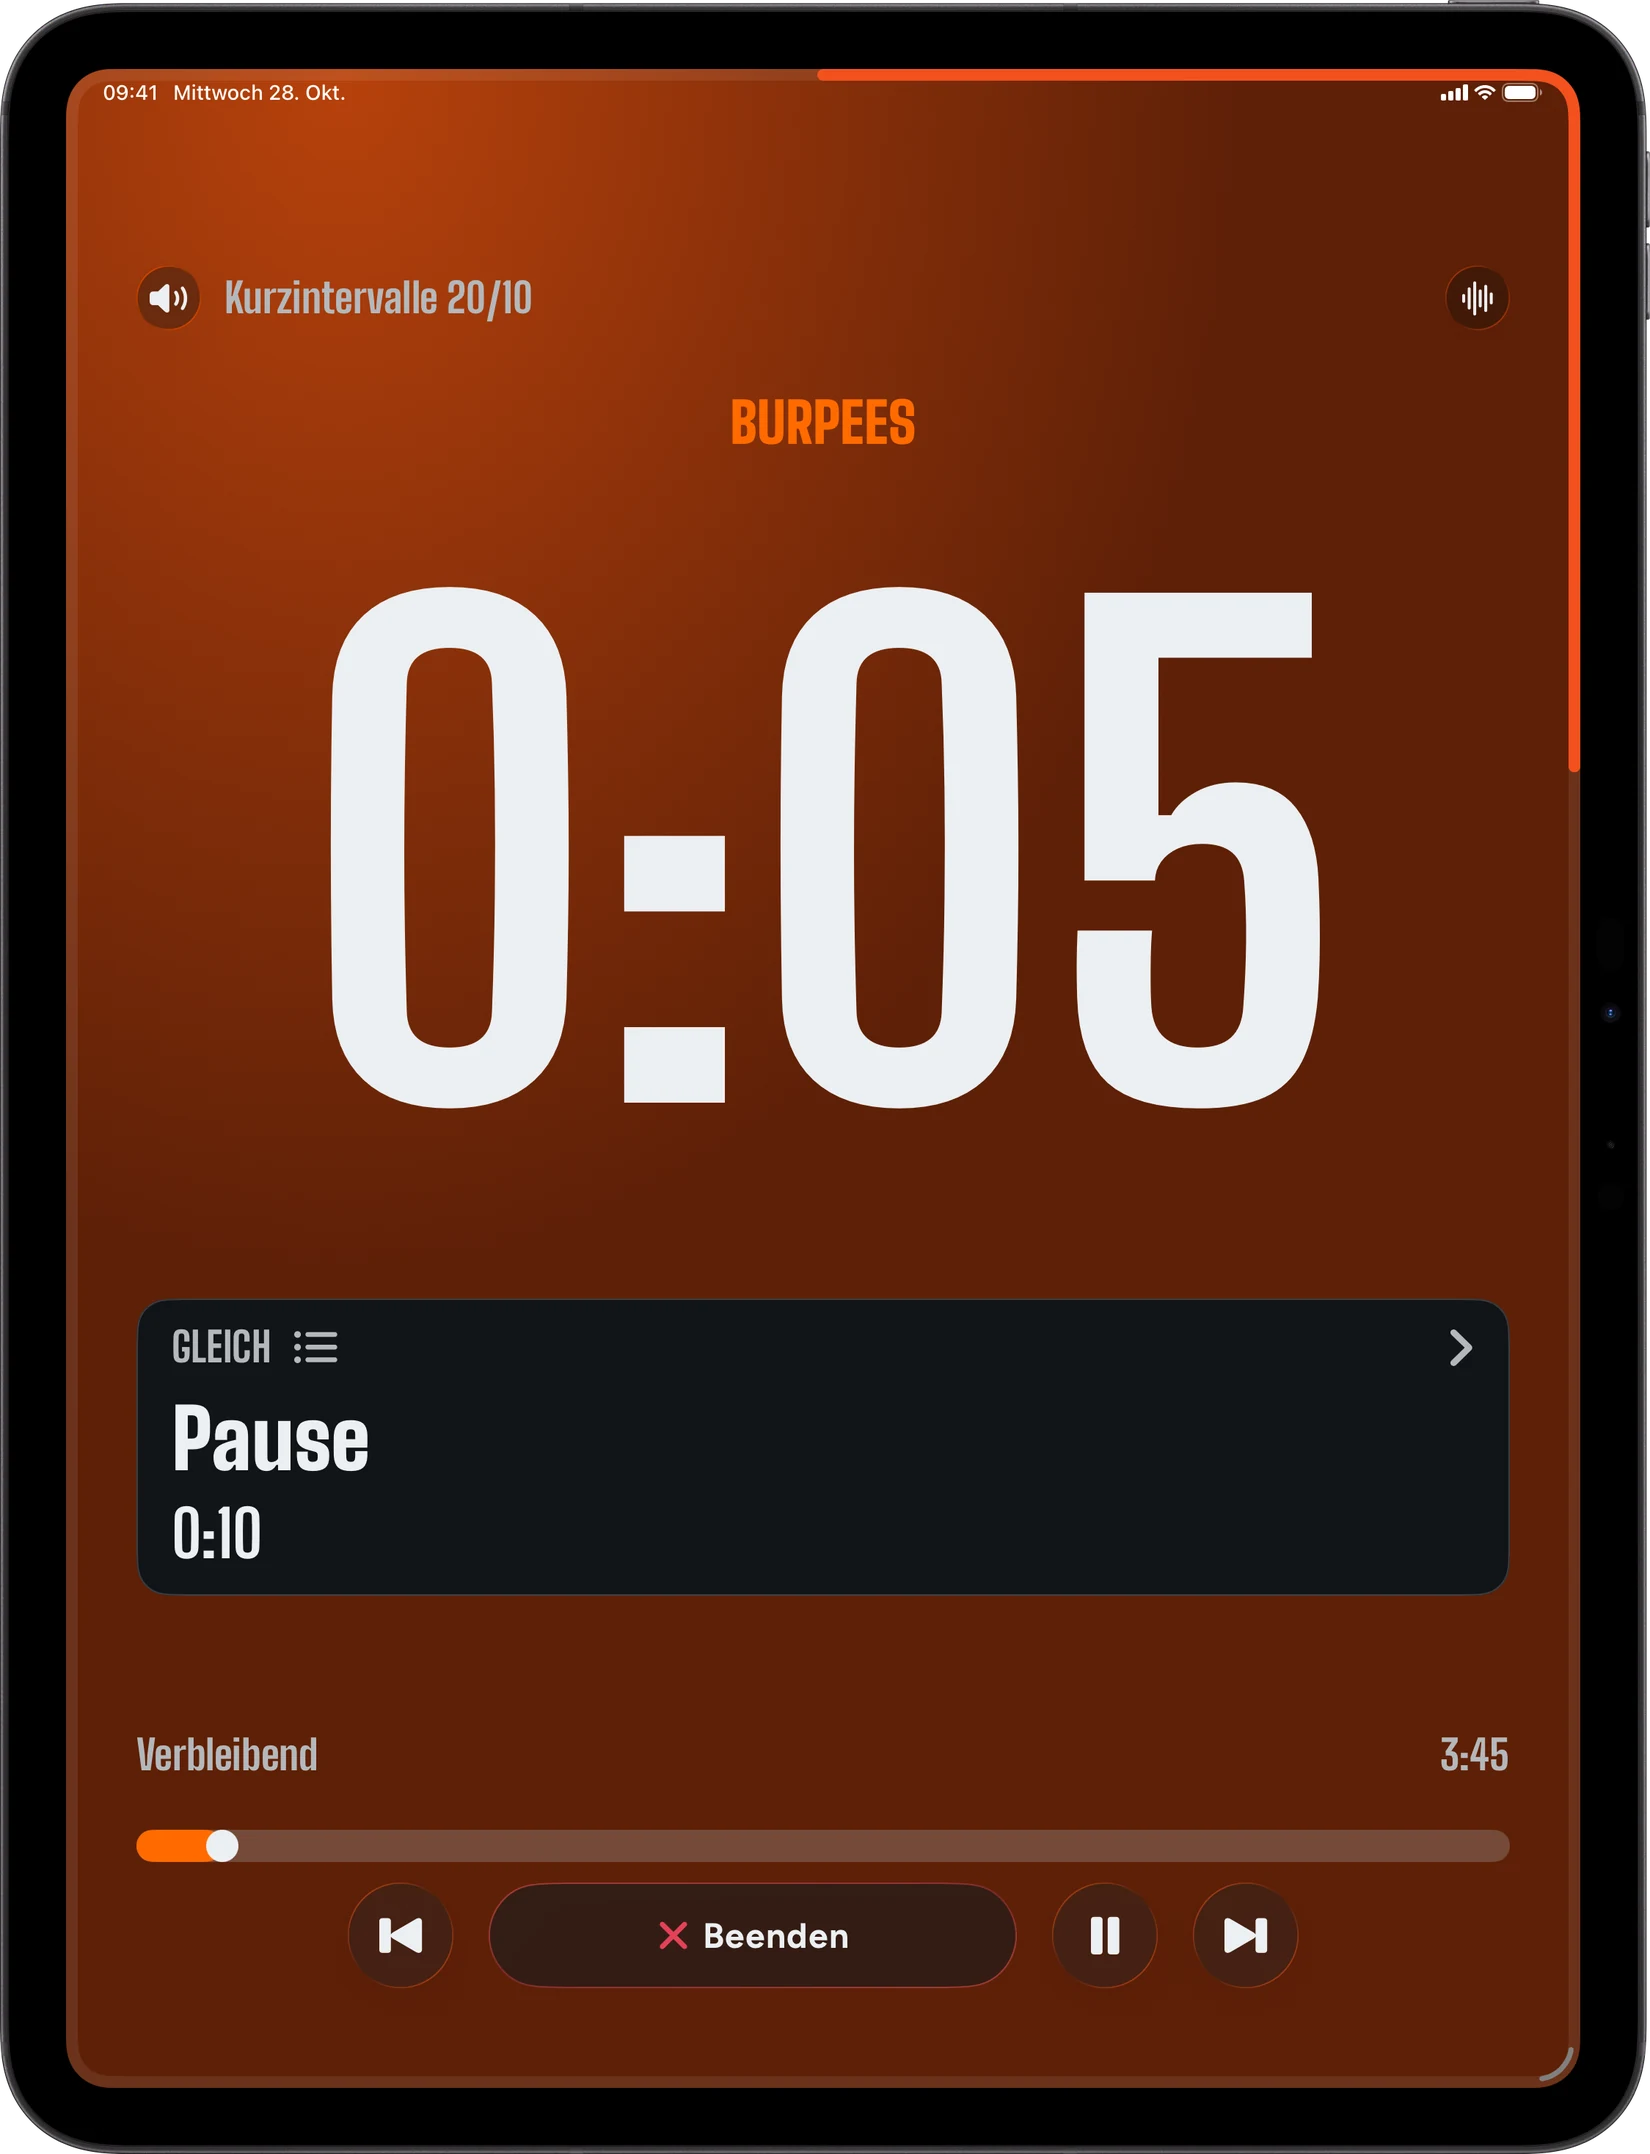 09:41 Mittwoch 28. Okt.
Kurzintervalle 20/10
BURPEES
0:05
GLEICH
Pause
0:10
Verbleibend 3:45
Beenden